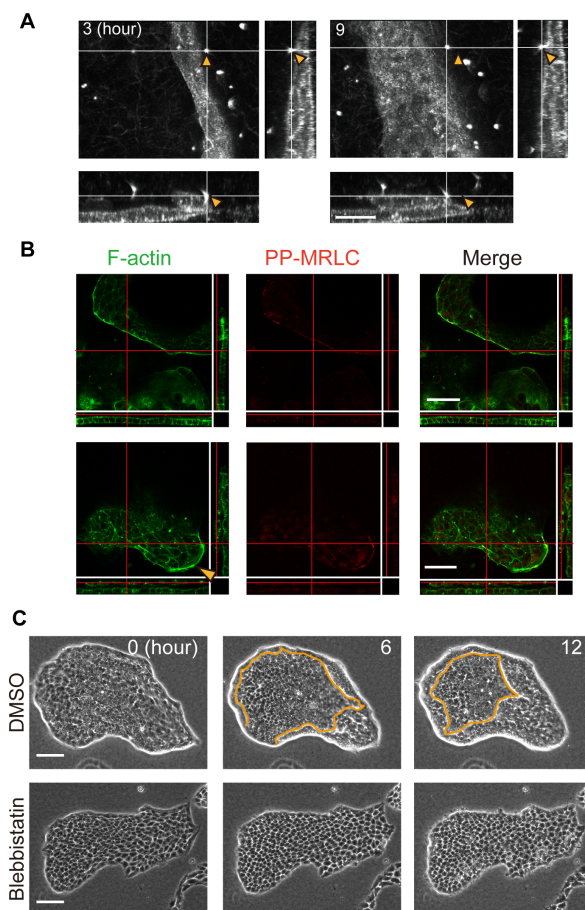 A
3 (hour)
9
B
F-actin
PP-MRLC
Merge
C
0 (hour)
6
12
DMSO
Blebbistatin